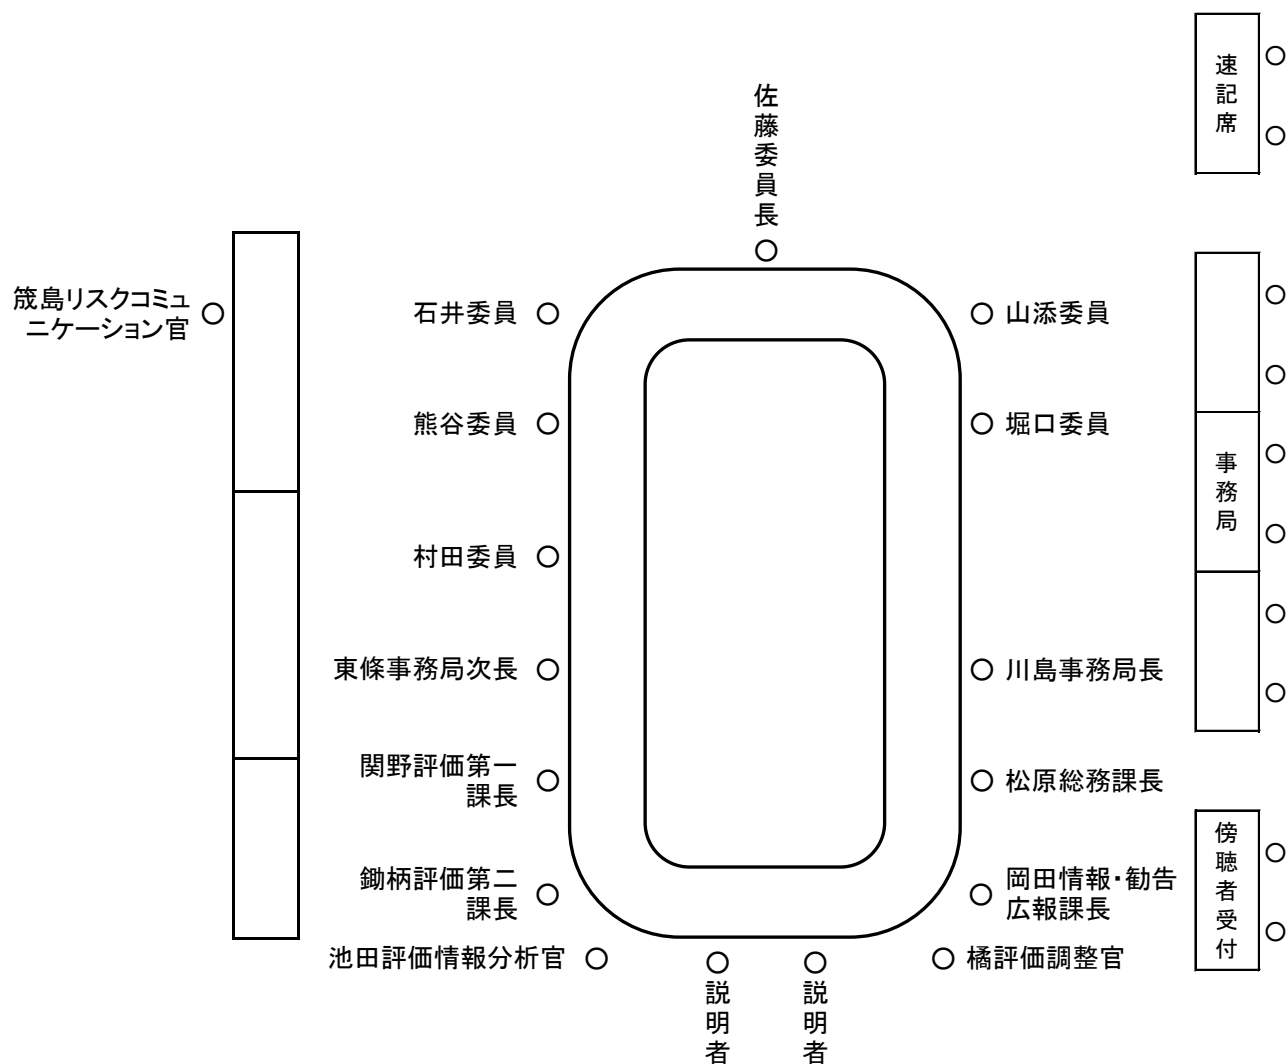 速記席
佐藤委員長
筬島リスクコミュ
ニケーション官
石井委員
山添委員
熊谷委員
堀口委員
事務局
村田委員
東條事務局次長
川島事務局長
関野評価第一
課長
松原総務課長
鋤柄評価第二
課長
岡田情報・勧告
広報課長
傍聴者受付
池田評価情報分析官
橘評価調整官
説明者
説明者